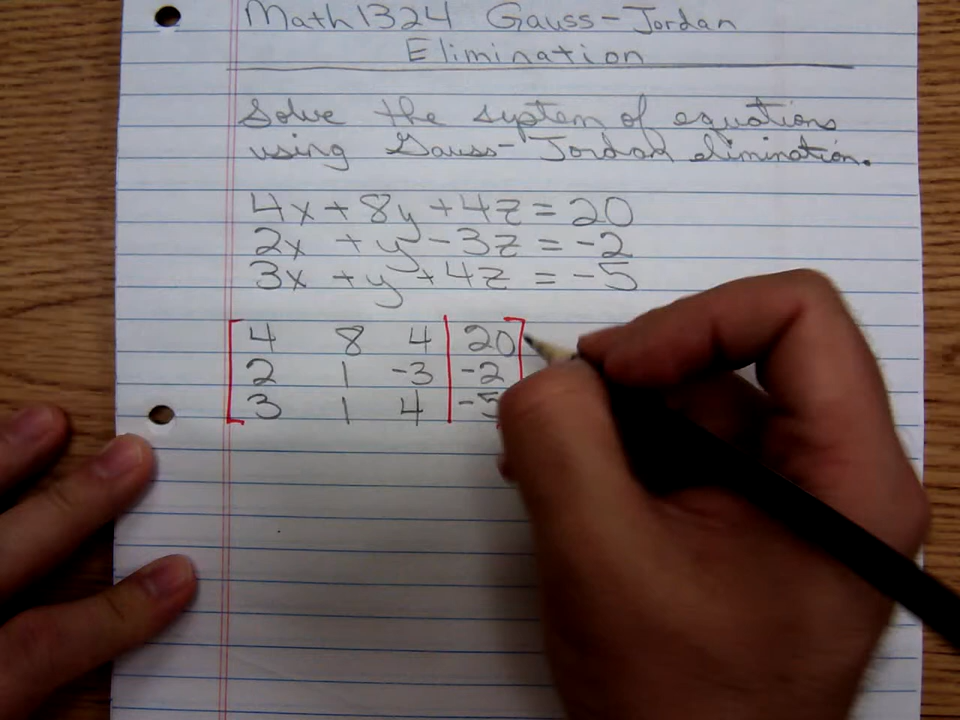 Math 1324 Gauss-Jordan
Elimination
Solve the system of equations
using Gauss-Jordan elimination.
4x + 8y + 4z = 20
2x + y - 3z = -2
3x + y + 4z = -5
4 8 4 20
2 1 -3 -2
3 1 4 -5